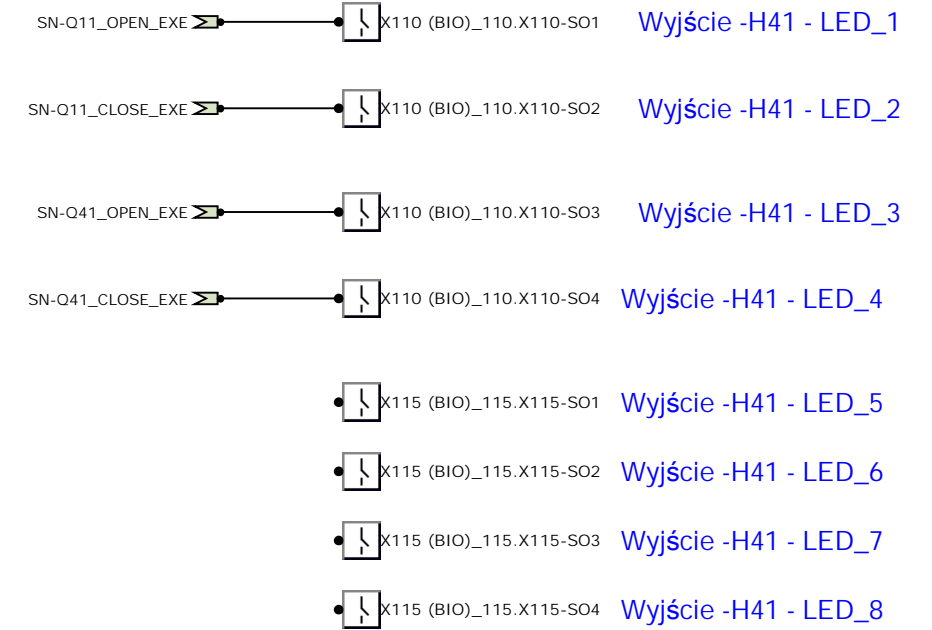 SN-Q11_OPEN_EXE X110 (BIO)_110.X110-SO1 Wyjście -H41 - LED_1
SN-Q11_CLOSE_EXE X110 (BIO)_110.X110-SO2 Wyjście -H41 - LED_2
SN-Q41_OPEN_EXE X110 (BIO)_110.X110-SO3 Wyjście -H41 - LED_3
SN-Q41_CLOSE_EXE X110 (BIO)_110.X110-SO4 Wyjście -H41 - LED_4
X115 (BIO)_115.X115-SO1 Wyjście -H41 - LED_5
X115 (BIO)_115.X115-SO2 Wyjście -H41 - LED_6
X115 (BIO)_115.X115-SO3 Wyjście -H41 - LED_7
X115 (BIO)_115.X115-SO4 Wyjście -H41 - LED_8